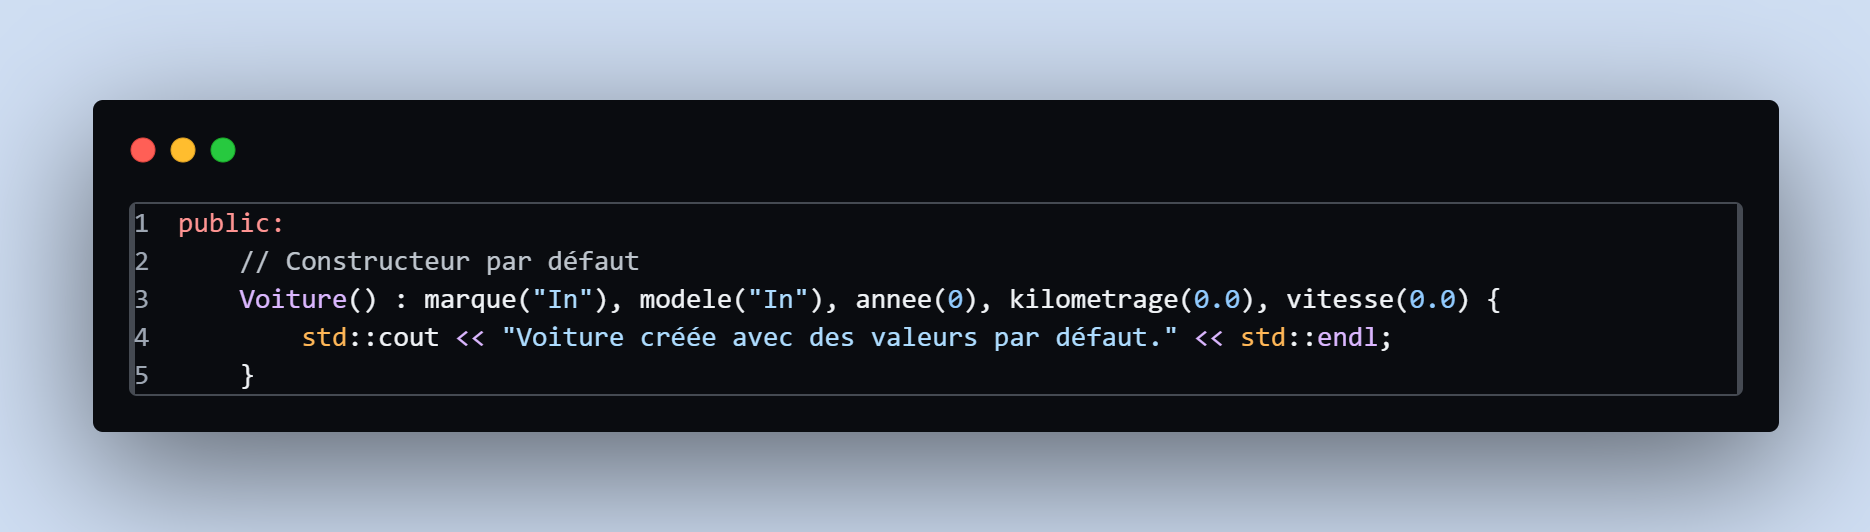 1 public:
2     // Constructeur par défaut
3     Voiture() : marque("In"), modele("In"), annee(0), kilometrage(0.0), vitesse(0.0) {
4         std::cout << "Voiture créée avec des valeurs par défaut." << std::endl;
5     }